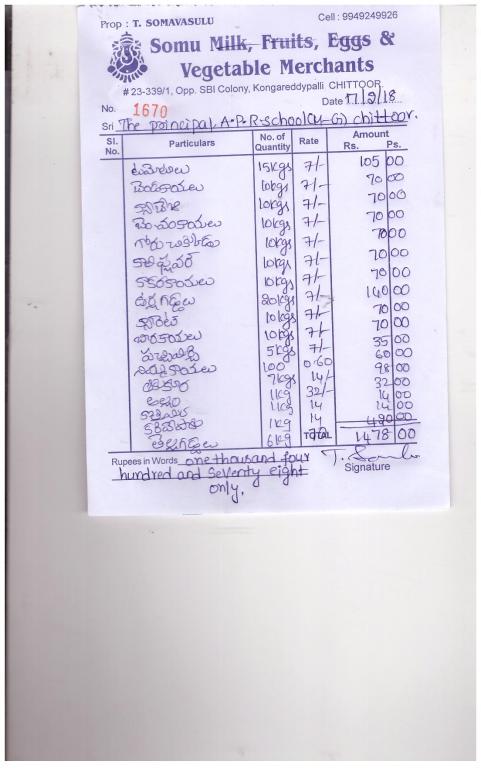 Prop : T. SOMAVASULU
Cell : 9949249926
Somu Milk, Fruits, Eggs &
Vegetable Merchants
# 23-339/1, Opp. SBI Colony, Kongareddypalli CHITTOOR.
No. 1670
Date 17/2/18
Sri The principal, A.P.R-school (U-G) chittoor.
Sl. No. Particulars No. of Quantity Rate Amount Rs. Ps.
టమోటాలు 15kgs 7/- 105 00
బెండకాయలు 10kgs 7/- 70 00
10kgs 7/- 70 00
వంకాయలు 10kgs 7/- 70 00
గోరు చిక్కుడు 10kgs 7/- 70 00
కాలిఫ్లవర్ 10kgs 7/- 70 00
కాకరకాయలు 10kgs 7/- 70 00
ఉర్లగడ్డలు 20kgs 7/- 140 00
క్యారెట్ 10kgs 7/- 70 00
బీరకాయలు 10kgs 7/- 70 00
5kgs 7/- 35 00
నిమ్మకాయలు 100 0.60 60 00
7kgs 14/- 98 00
అల్లం 1kg 32/- 32 00
కొత్తిమీర 1kg 14 14 00
కరివేపాకు 1kg 14 14 00
తెల్లగడ్డలు 6kg 420 00
TOTAL 1478 00
Rupees in Words one thousand four
hundred and seventy eight
only.
Signature